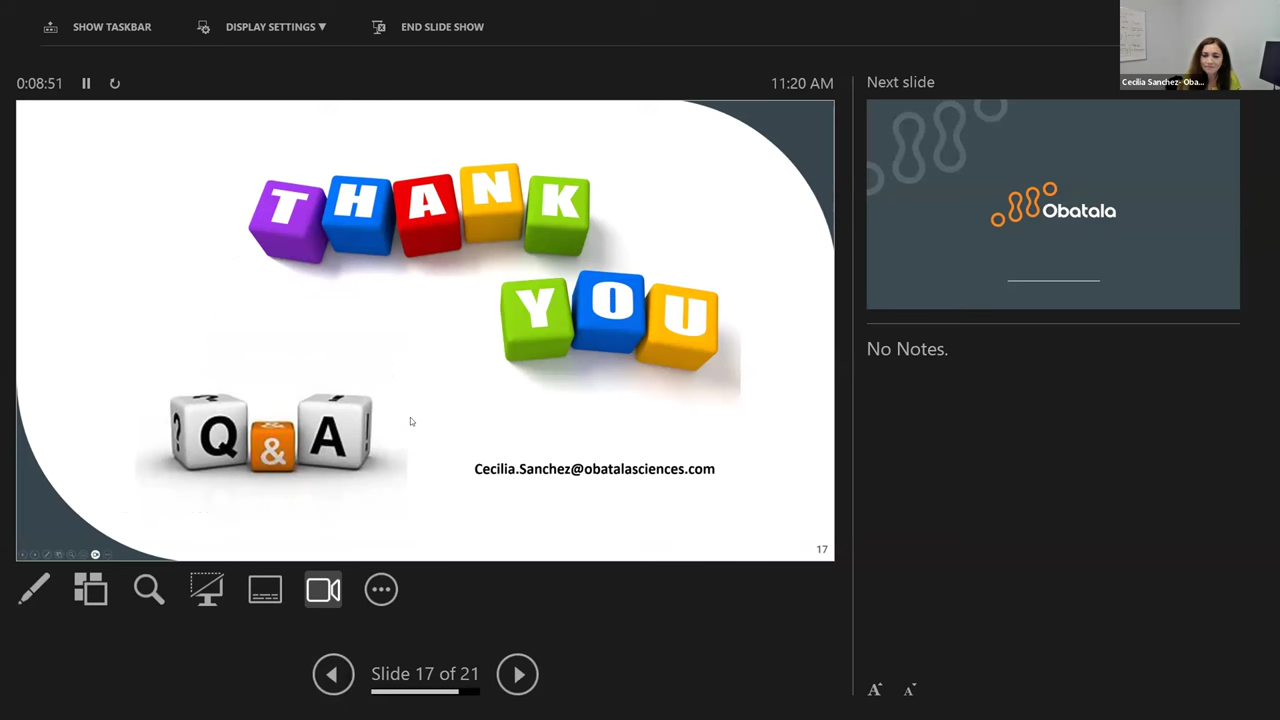 SHOW TASKBAR
DISPLAY SETTINGS ▼
END SLIDE SHOW
Cecilia Sanchez- Oba...
0:08:51
11:20 AM
Next slide
THANK
YOU
Obatala
No Notes.
? Q & A !
Cecilia.Sanchez@obatalasciences.com
17
Slide 17 of 21
A A